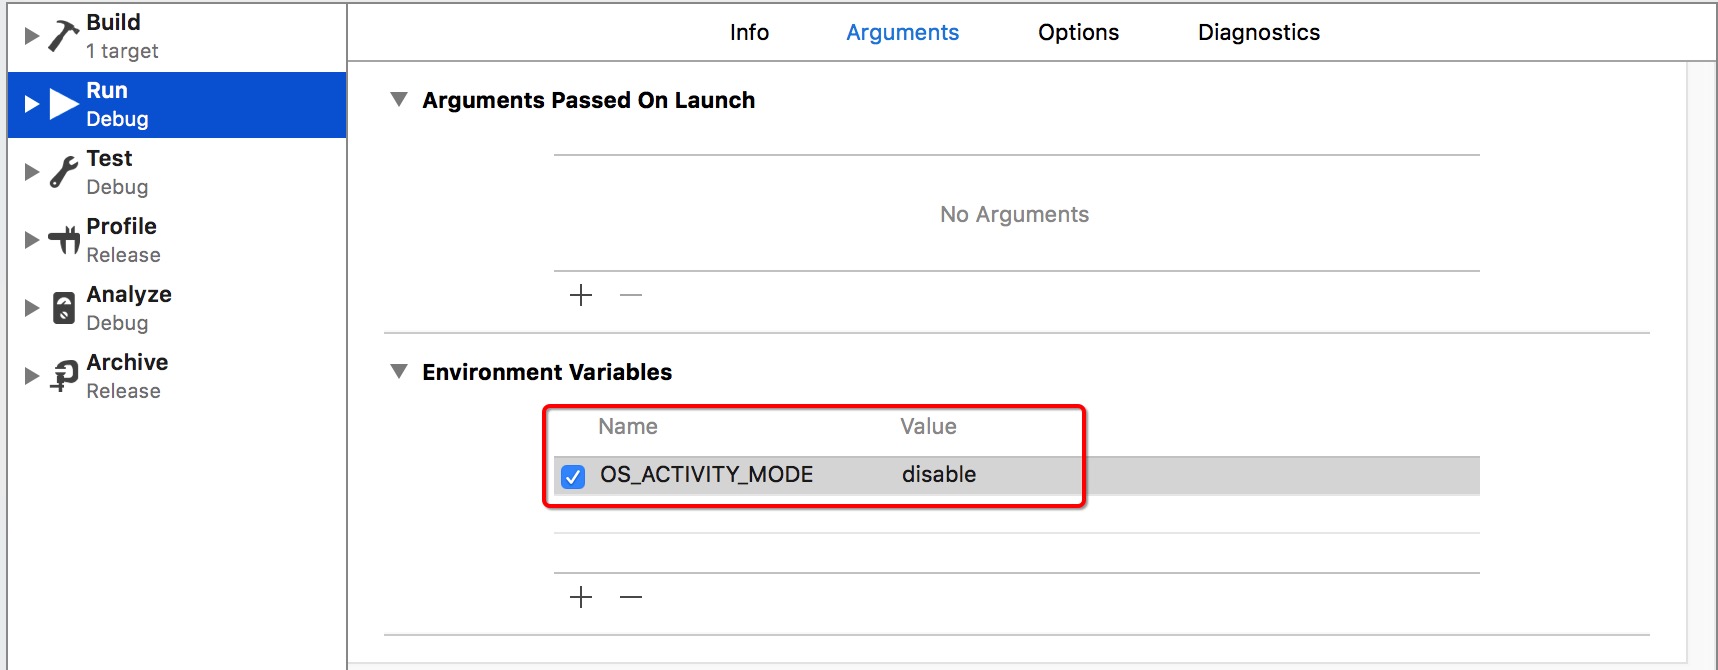 Build
1 target
Run
Debug
Test
Debug
Profile
Release
Analyze
Debug
Archive
Release
Info Arguments Options Diagnostics
Arguments Passed On Launch
No Arguments
Environment Variables
Name Value
OS_ACTIVITY_MODE disable